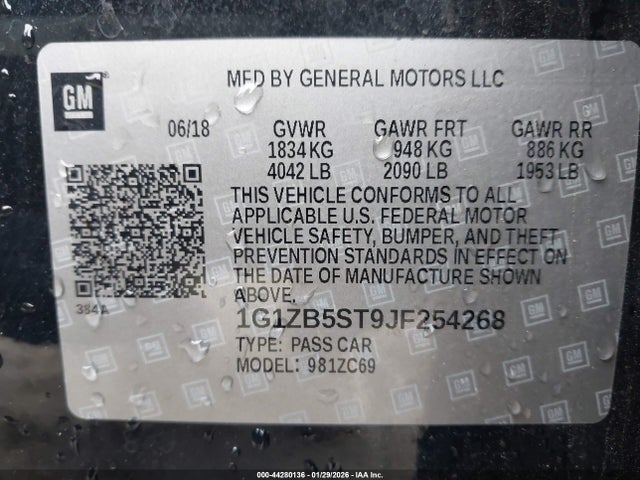 GM
MFD BY GENERAL MOTORS LLC
06/18 GVWR GAWR FRT GAWR RR
1834 KG 948 KG 886 KG
4042 LB 2090 LB 1953 LB
THIS VEHICLE CONFORMS TO ALL
APPLICABLE U.S. FEDERAL MOTOR
VEHICLE SAFETY, BUMPER, AND THEFT
PREVENTION STANDARDS IN EFFECT ON
THE DATE OF MANUFACTURE SHOWN
ABOVE.
384A
1G1ZB5ST9JF254268
TYPE: PASS CAR
MODEL: 981ZC69
000-44280136 - 01/29/2026 - IAA Inc.